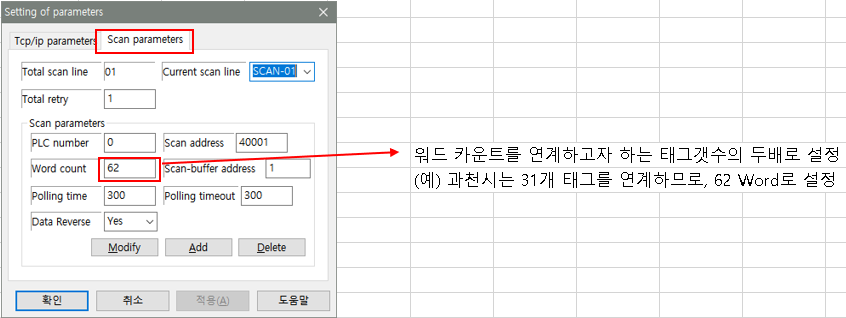 Setting of parameters
Tcp/ip parameters Scan parameters
Total scan line 01 Current scan line SCAN-01
Total retry 1
Scan parameters
PLC number 0 Scan address 40001
Word count 62 Scan-buffer address 1
Polling time 300 Polling timeout 300
Data Reverse Yes
Modify Add Delete
확인 취소 적용(A) 도움말
워드 카운트를 연계하고자 하는 태그갯수의 두배로 설정
(예) 과천시는 31개 태그를 연계하므로, 62 Word로 설정